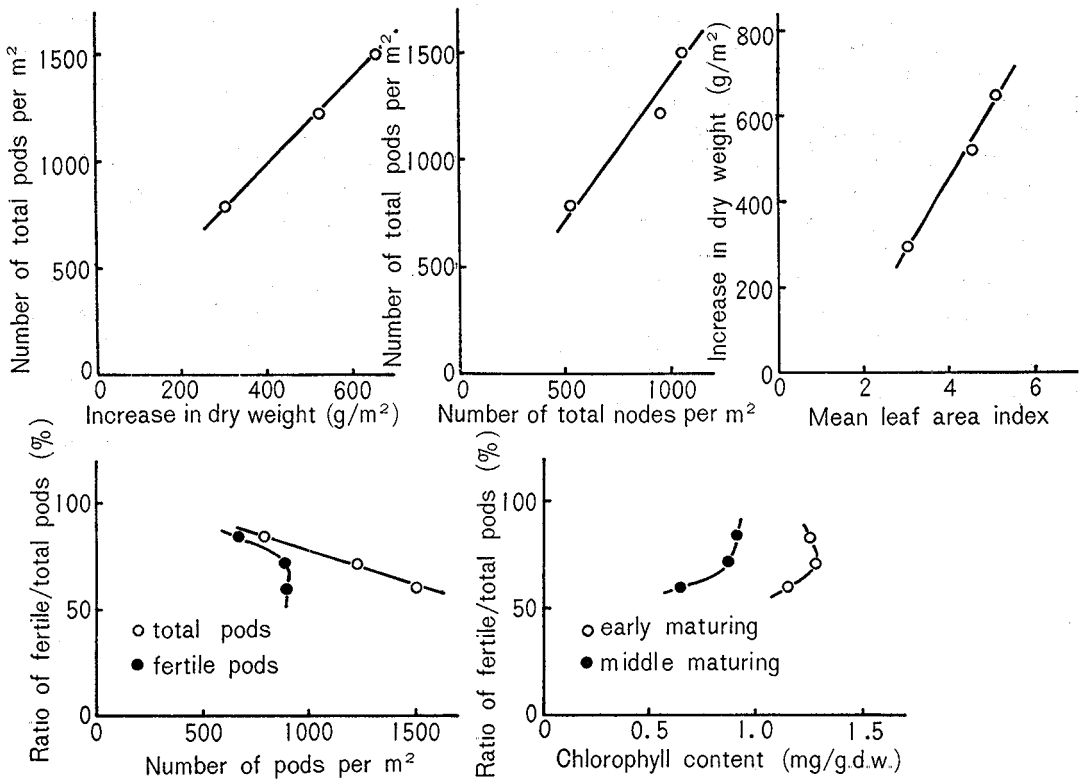 Number of total pods per m²
1500
1000
500
0
0 200 400 600
Increase in dry weight (g/m²)
Number of total pods per m².
1500
1000
500
0
0 500 1000
Number of total nodes per m²
Increase in dry weight (g/m²)
800
600
400
200
0
0 2 4 6
Mean leaf area index
Ratio of fertile/total pods (%)
100
50
0
total pods
fertile pods
0 500 1000 1500
Number of pods per m²
Ratio of fertile/total pods (%)
100
50
0
early maturing
middle maturing
0 0.5 1.0 1.5
Chlorophyll content (mg/g.d.w.)